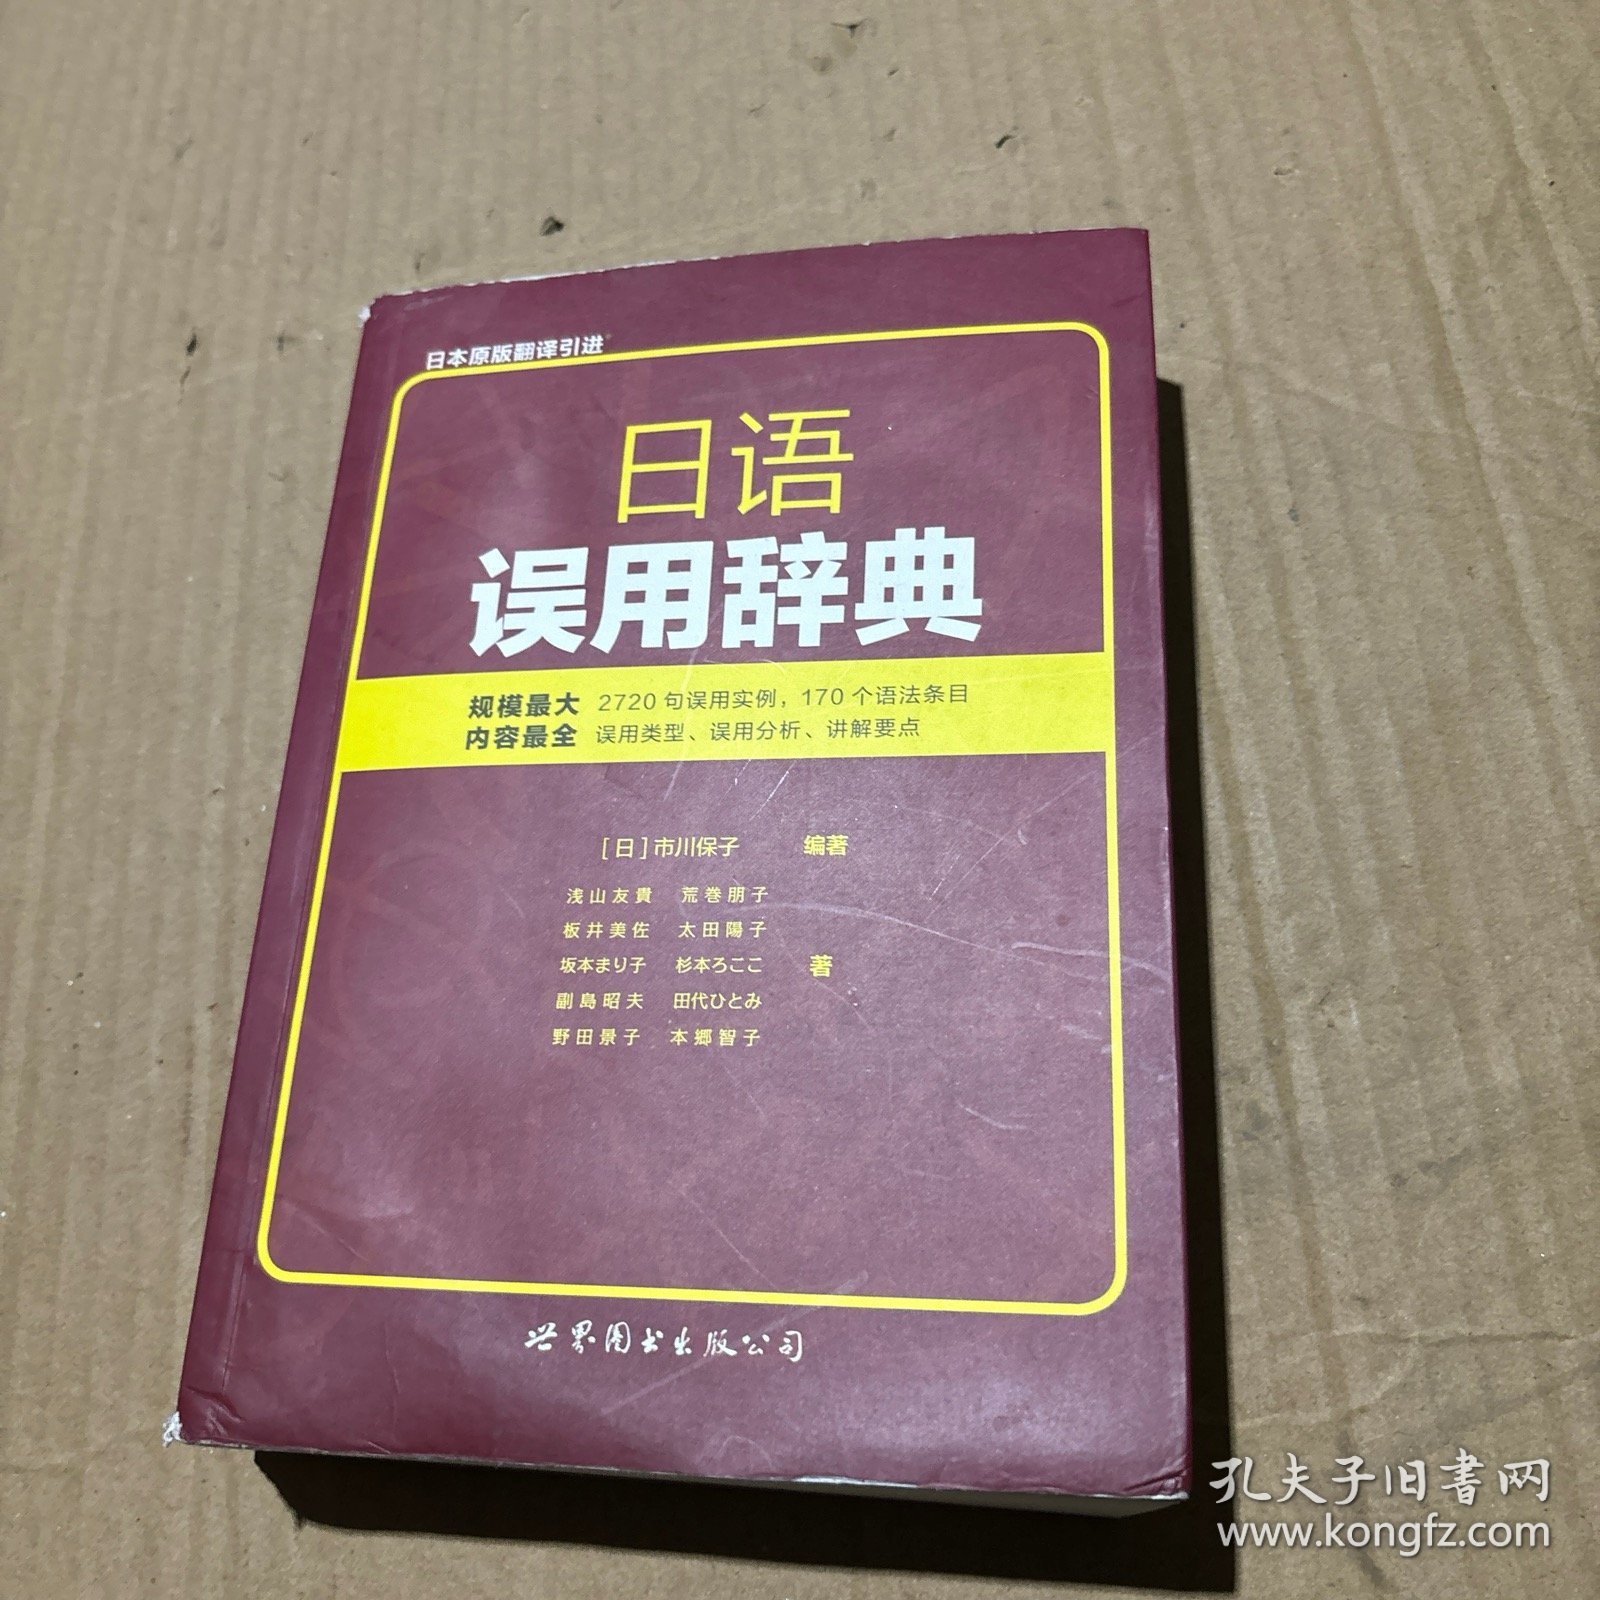 日本原版翻译引进
日语
误用辞典
规模最大 2720句误用实例，170个语法条目
内容最全 误用类型、误用分析、讲解要点
[日]市川保子 编著
浅山友貴 荒巻朋子
板井美佐 太田陽子
坂本まり子 杉本ろここ 著
副島昭夫 田代ひとみ
野田景子 本郷智子
世界图书出版公司
孔夫子旧書网
www.kongfz.com